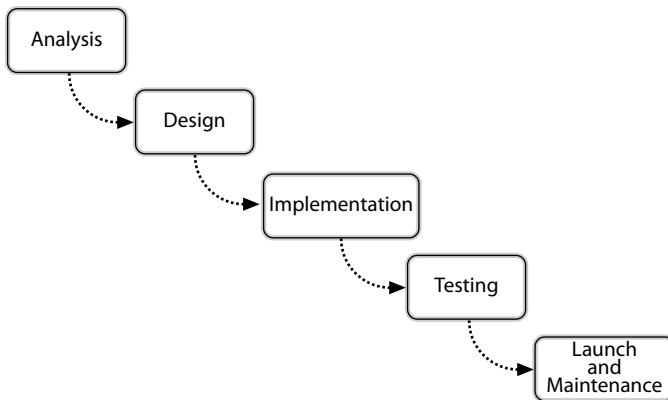 Analysis
Design
Implementation
Testing
Launch
and
Maintenance